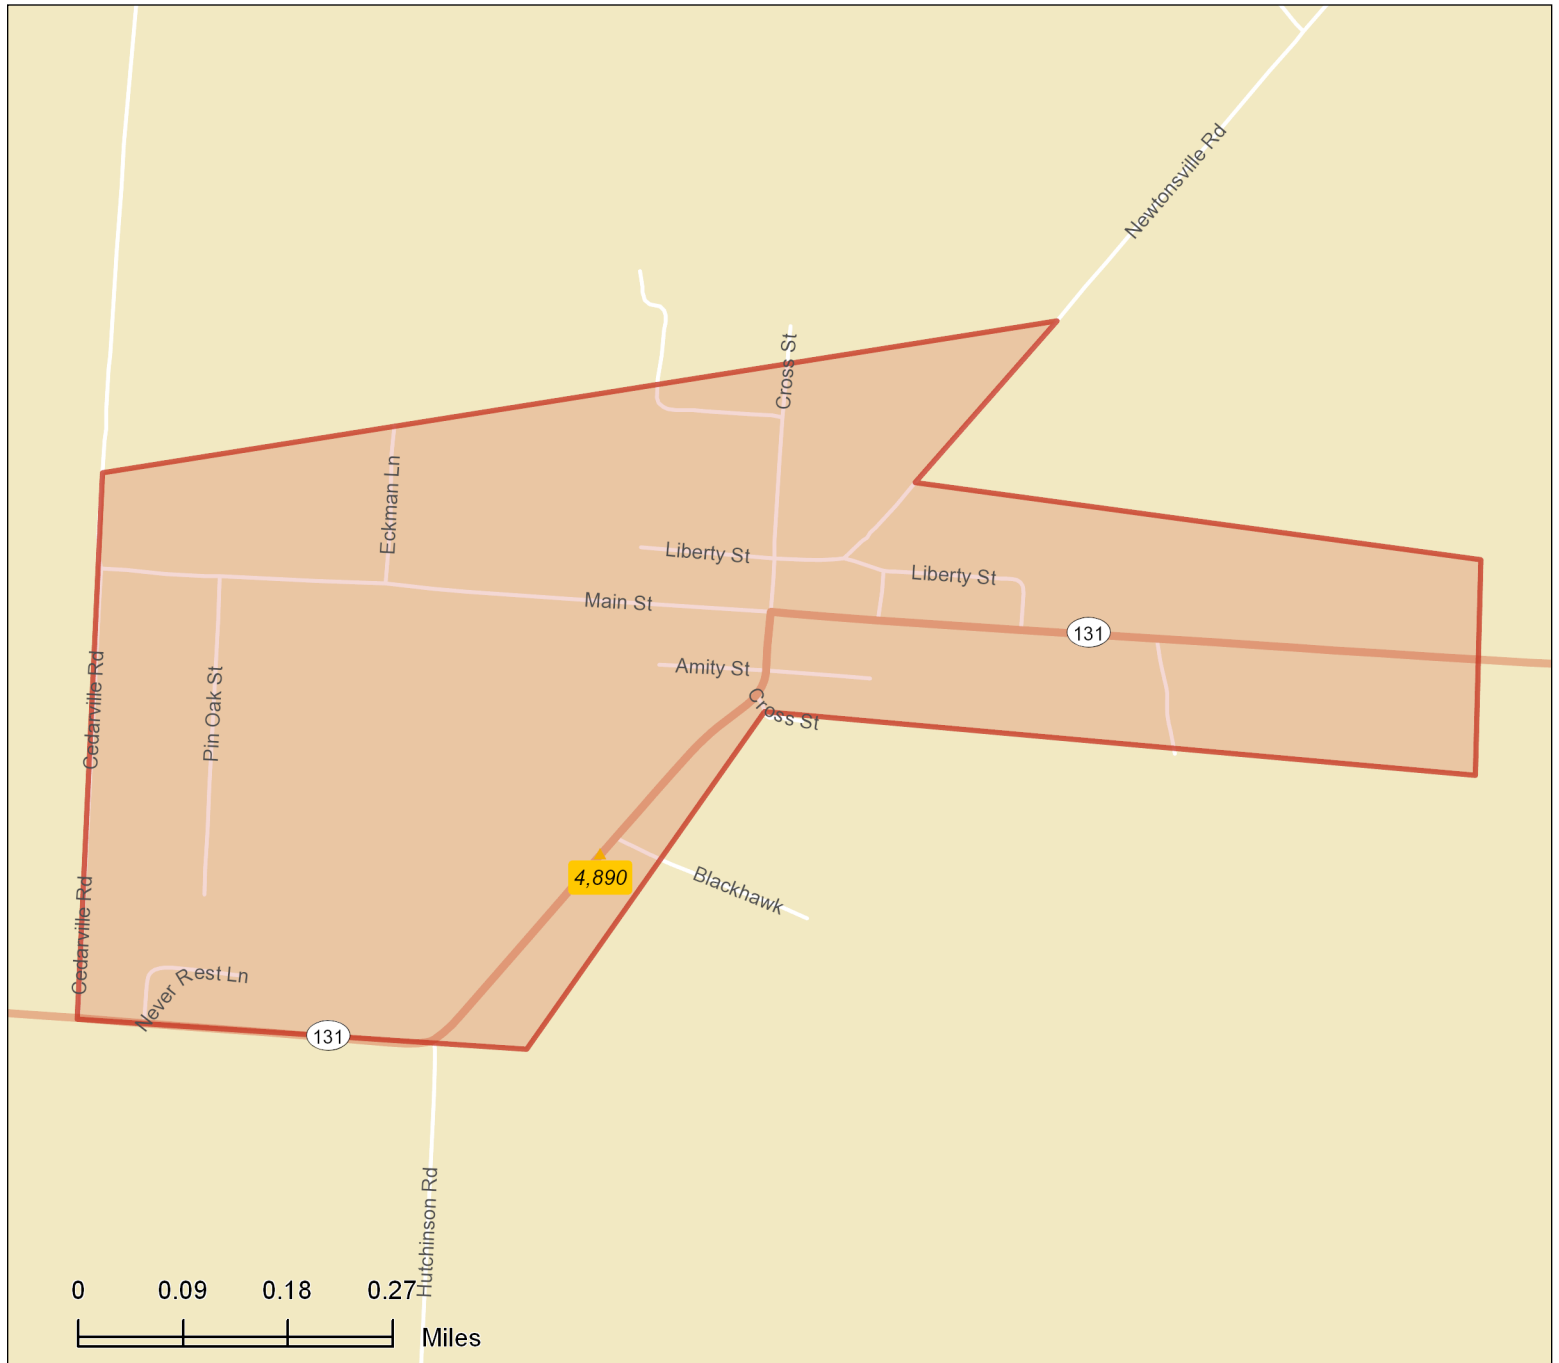 Newtonsville Rd
Cross St
Eckman Ln
Liberty St
Liberty St
Main St
131
Amity St
Cedarville Rd
Pin Oak St
Cross St
4,890
Blackhawk
Cedarville Rd
Never Rest Ln
131
Hutchinson Rd
0 0.09 0.18 0.27
Miles